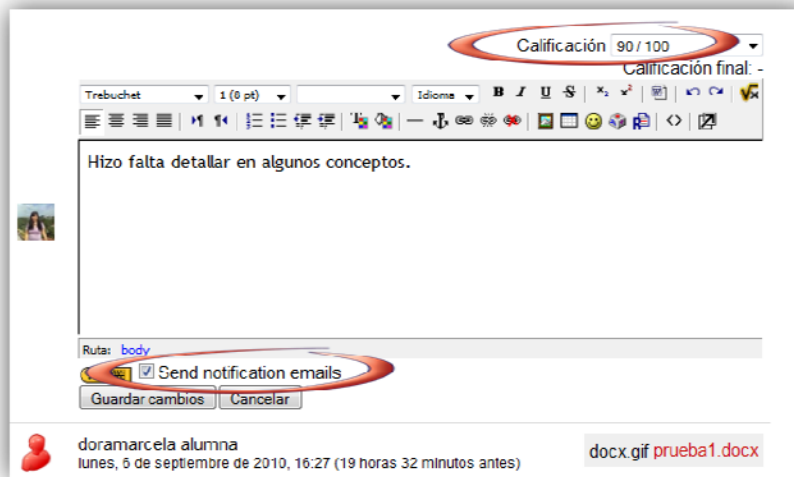 Calificación 90 / 100
Calificación final: -
Trebuchet 1 (8 pt) Idioma B I U S x₂ x²
Hizo falta detallar en algunos conceptos.
Ruta: body
Send notification emails
Guardar cambios Cancelar
doramarcela alumna
lunes, 6 de septiembre de 2010, 16:27 (19 horas 32 minutos antes)
docx.gif prueba1.docx